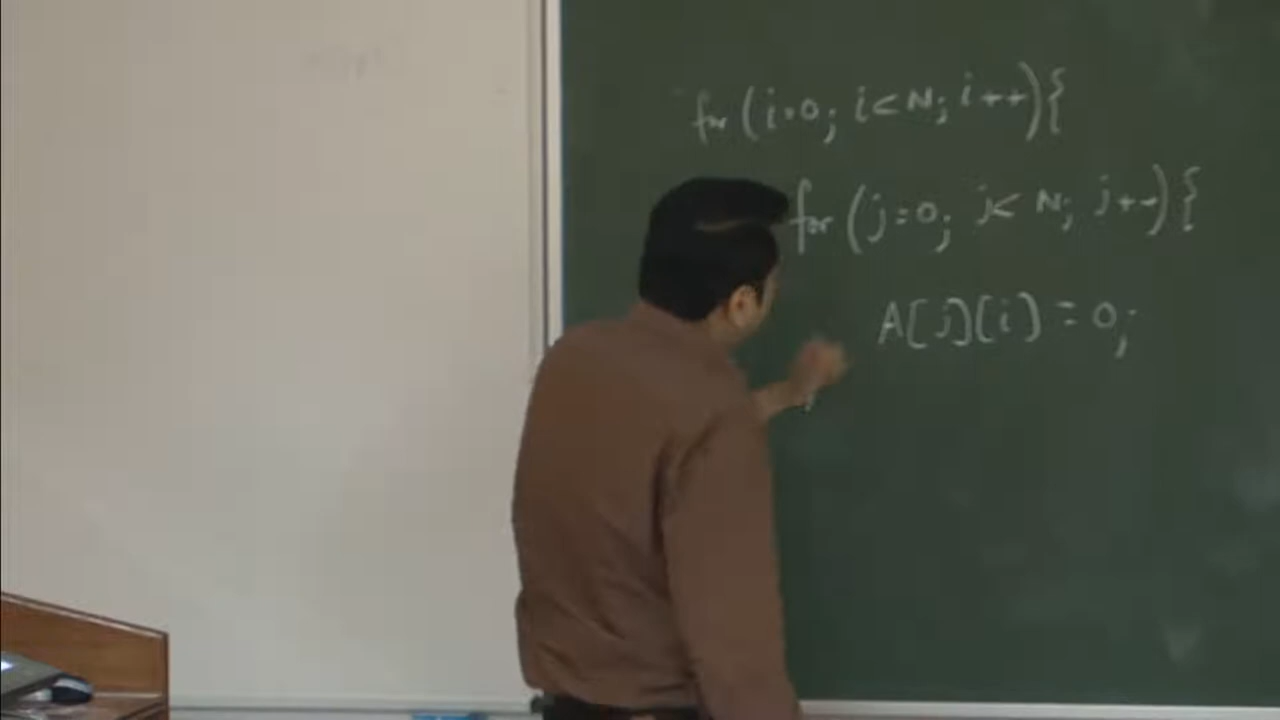 for (i=0; i<N; i++){
for (j=0; j<N; j++){
A[j][i] = 0;